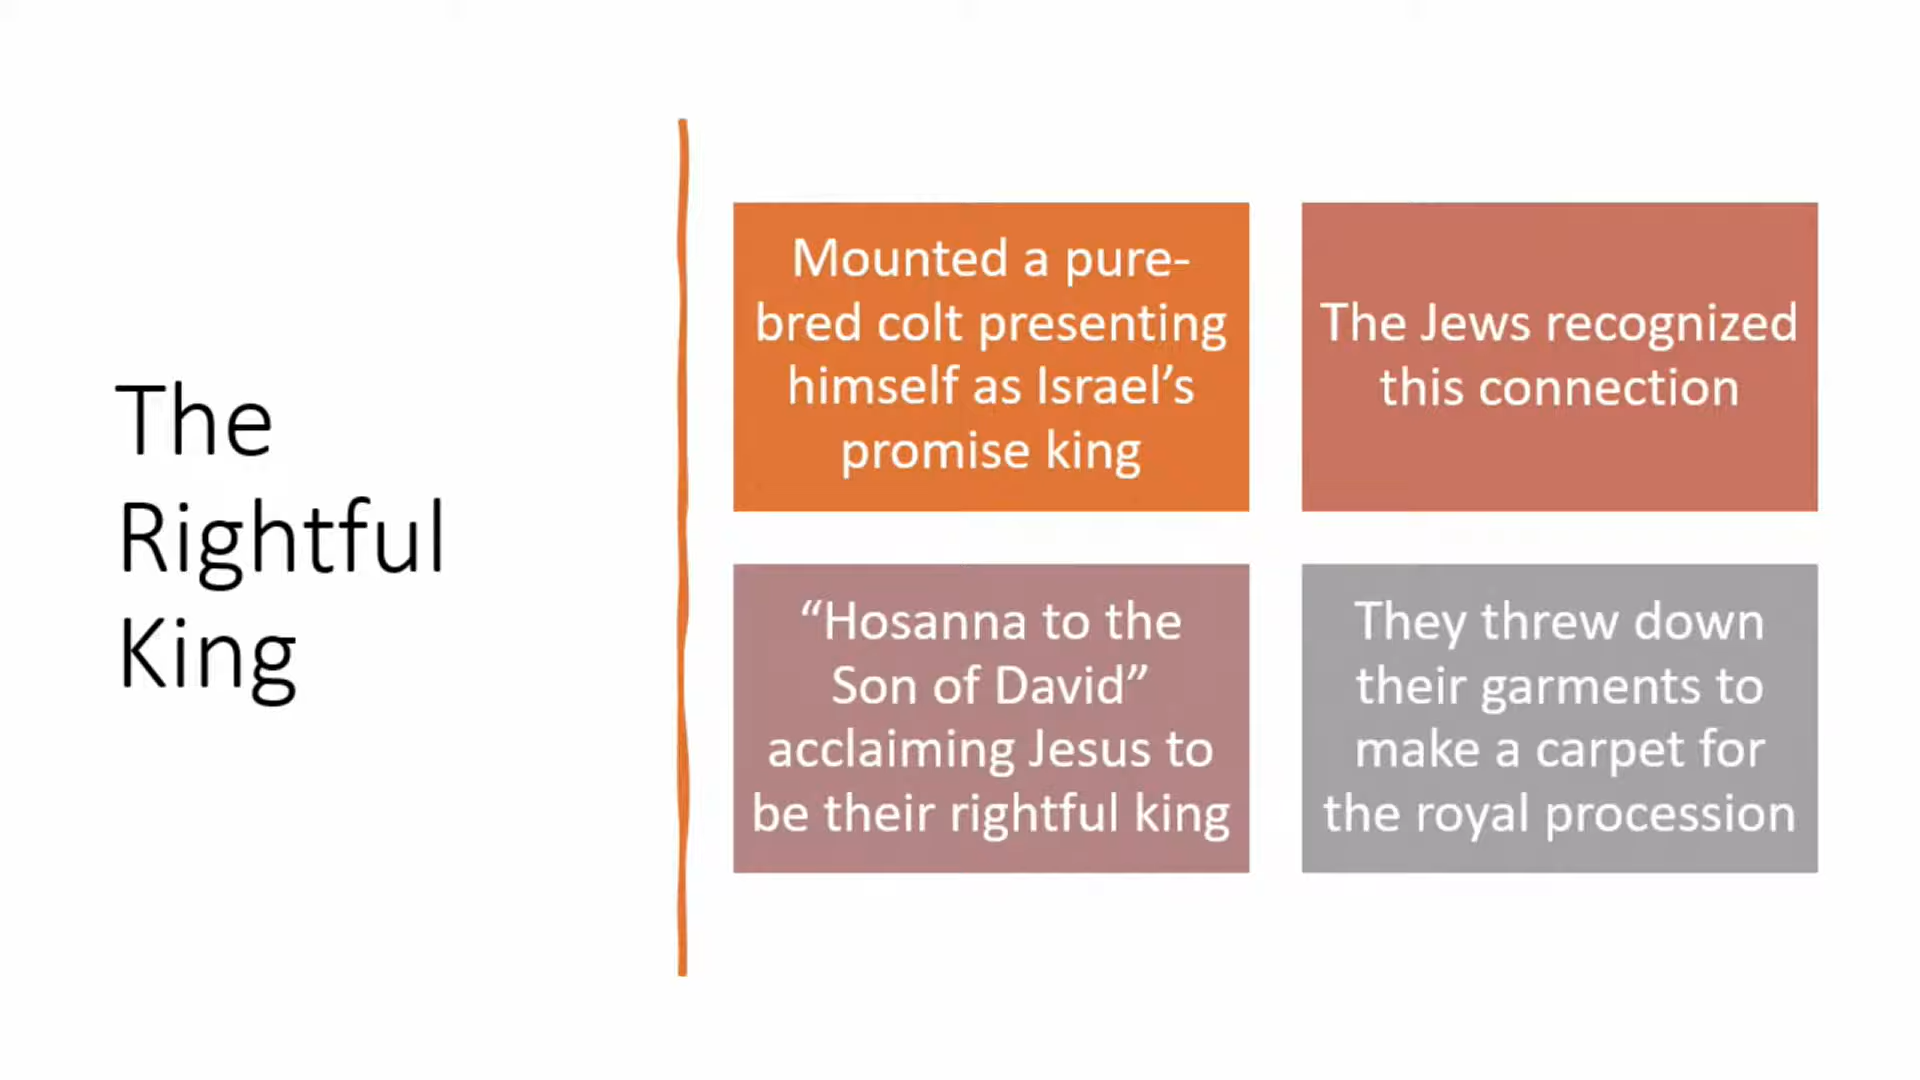 The
Rightful
King
Mounted a pure-
bred colt presenting
himself as Israel’s
promise king
The Jews recognized
this connection
“Hosanna to the
Son of David”
acclaiming Jesus to
be their rightful king
They threw down
their garments to
make a carpet for
the royal procession